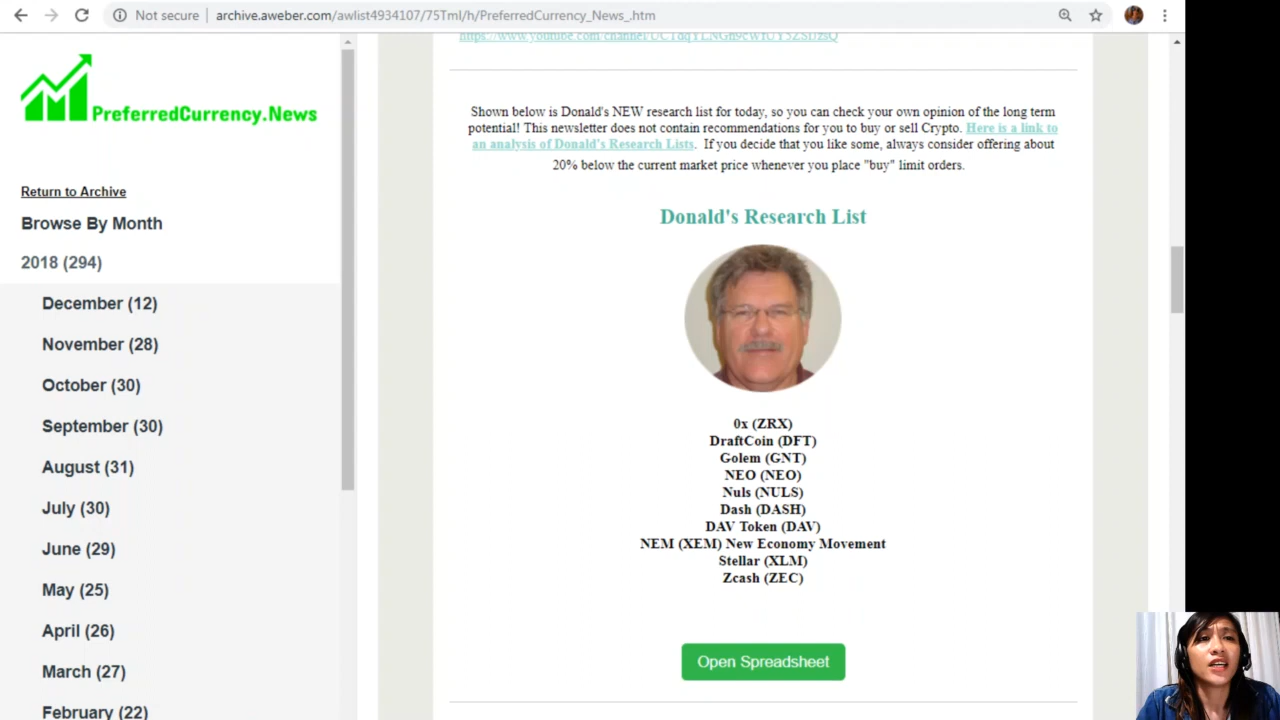 Not secure | archive.aweber.com/awlist4934107/75Tml/h/PreferredCurrency_News_.htm
PreferredCurrency.News
Return to Archive
Browse By Month
2018 (294)
December (12)
November (28)
October (30)
September (30)
August (31)
July (30)
June (29)
May (25)
April (26)
March (27)
February (22)
Shown below is Donald's NEW research list for today, so you can check your own opinion of the long term
potential! This newsletter does not contain recommendations for you to buy or sell Crypto. Here is a link to
an analysis of Donald's Research Lists. If you decide that you like some, always consider offering about
20% below the current market price whenever you place "buy" limit orders.
Donald's Research List
0x (ZRX)
DraftCoin (DFT)
Golem (GNT)
NEO (NEO)
Nuls (NULS)
Dash (DASH)
DAV Token (DAV)
NEM (XEM) New Economy Movement
Stellar (XLM)
Zcash (ZEC)
Open Spreadsheet